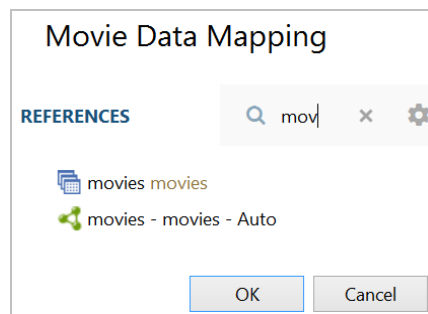 Movie Data Mapping
REFERENCES mov
movies movies
movies - movies - Auto
OK Cancel